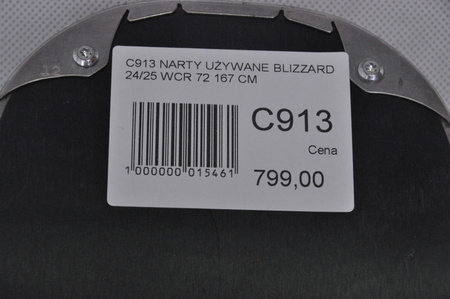 C913 NARTY UŻYWANE BLIZZARD
24/25 WCR 72 167 CM
C913
Cena
799,00
1 000000 015461